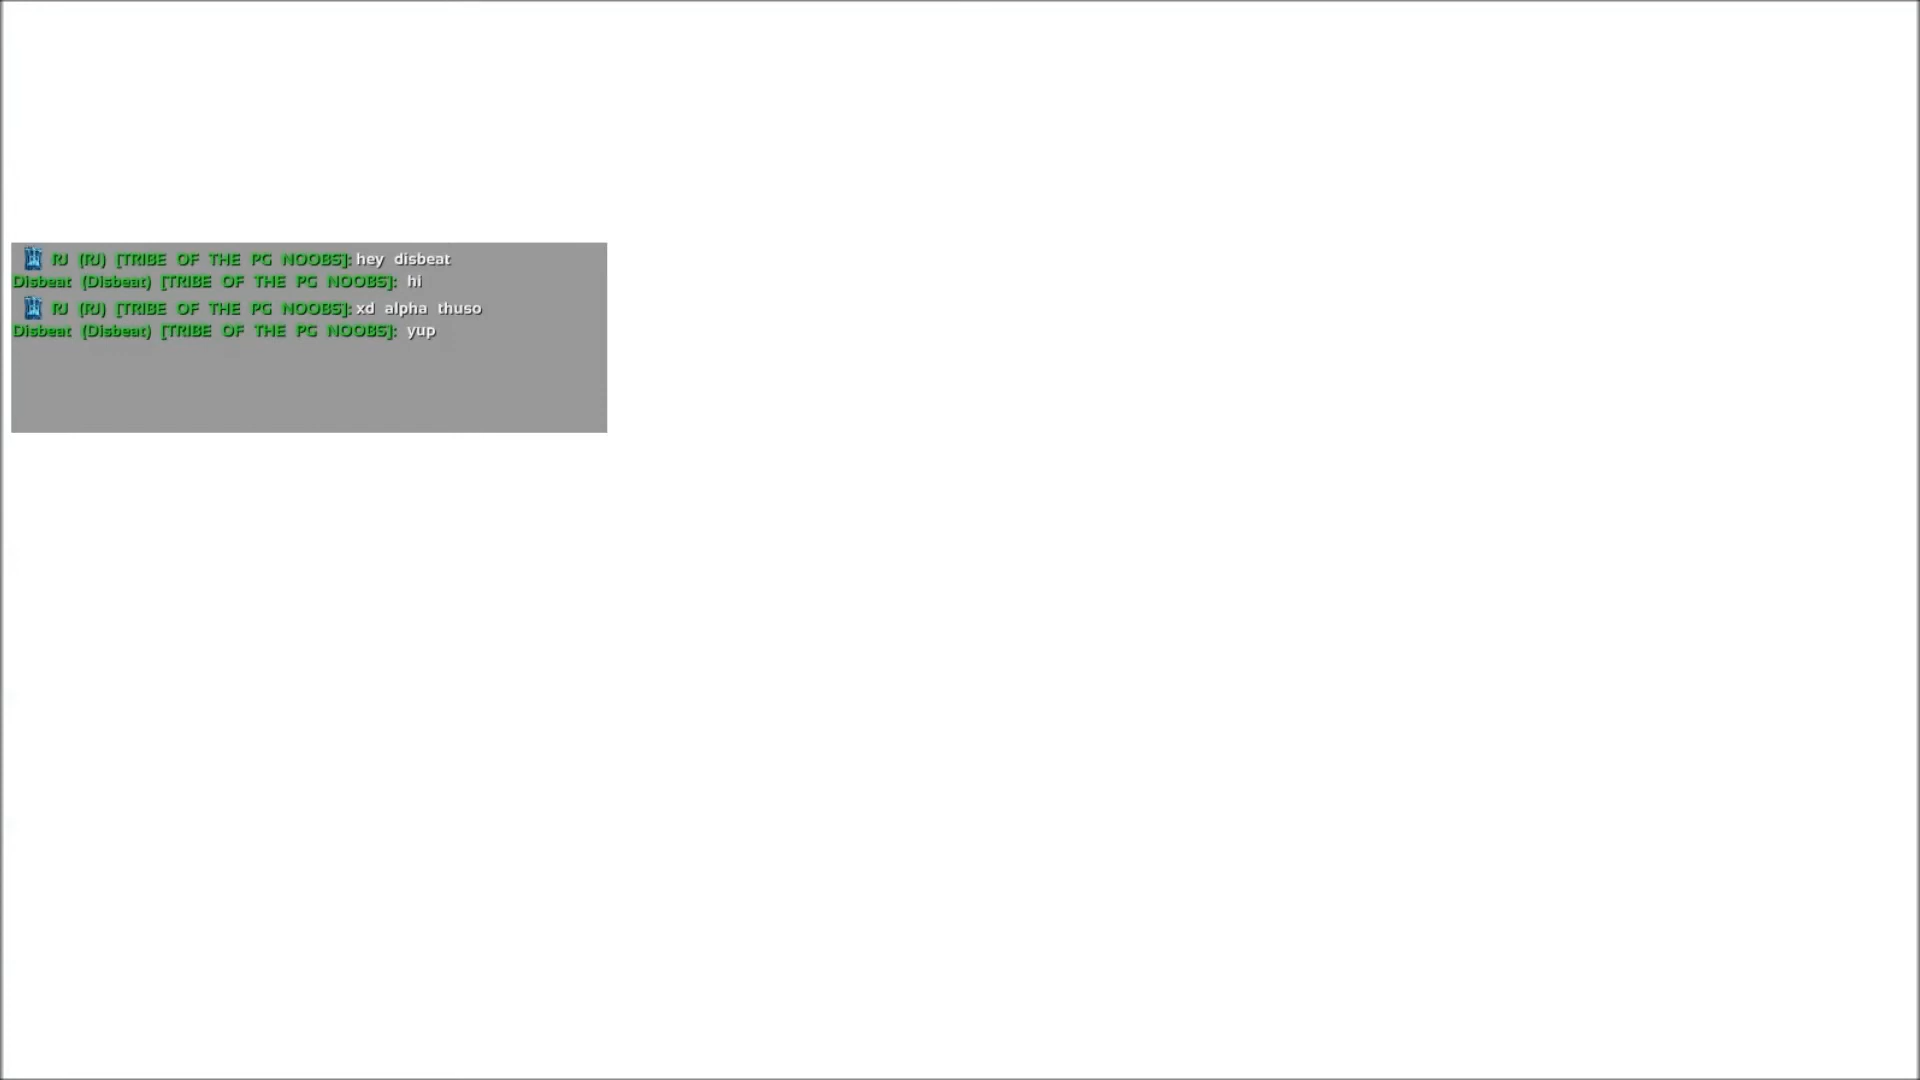 RJ (RJ) [TRIBE OF THE PG NOOBS]: hey disbeat
Disbeat (Disbeat) [TRIBE OF THE PG NOOBS]: hi
RJ (RJ) [TRIBE OF THE PG NOOBS]: xd alpha thuso
Disbeat (Disbeat) [TRIBE OF THE PG NOOBS]: yup